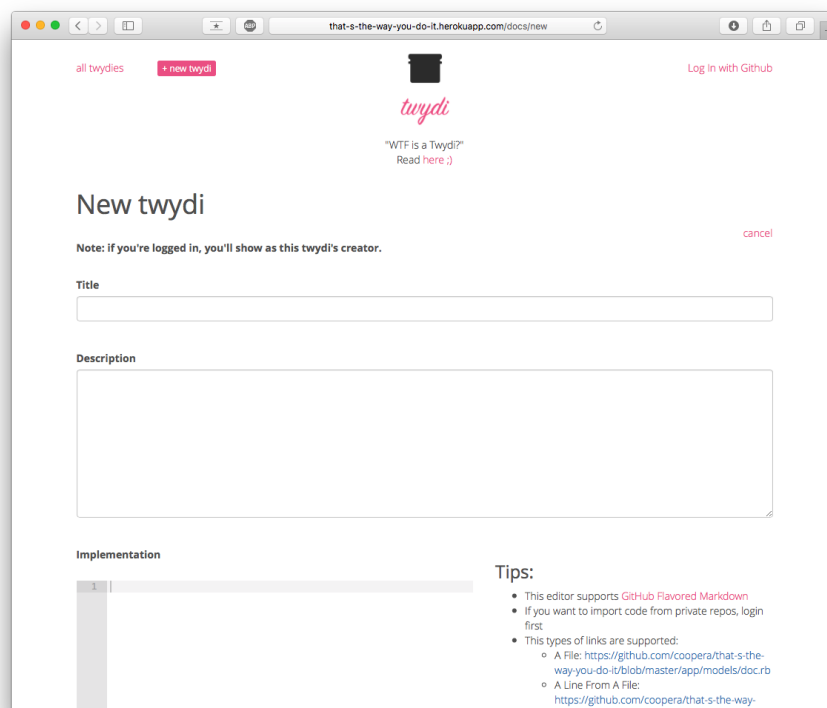 ABP
that-s-the-way-you-do-it.herokuapp.com/docs/new
all twydies
+ new twydi
Log In with Github
twydi
"WTF is a Twydi?"
Read here ;)
New twydi
cancel
Note: if you're logged in, you'll show as this twydi's creator.
Title
Description
Implementation
1
Tips:
This editor supports GitHub Flavored Markdown
If you want to import code from private repos, login
first
This types of links are supported:
A File: https://github.com/coopera/that-s-the-
way-you-do-it/blob/master/app/models/doc.rb
A Line From A File:
https://github.com/coopera/that-s-the-way-